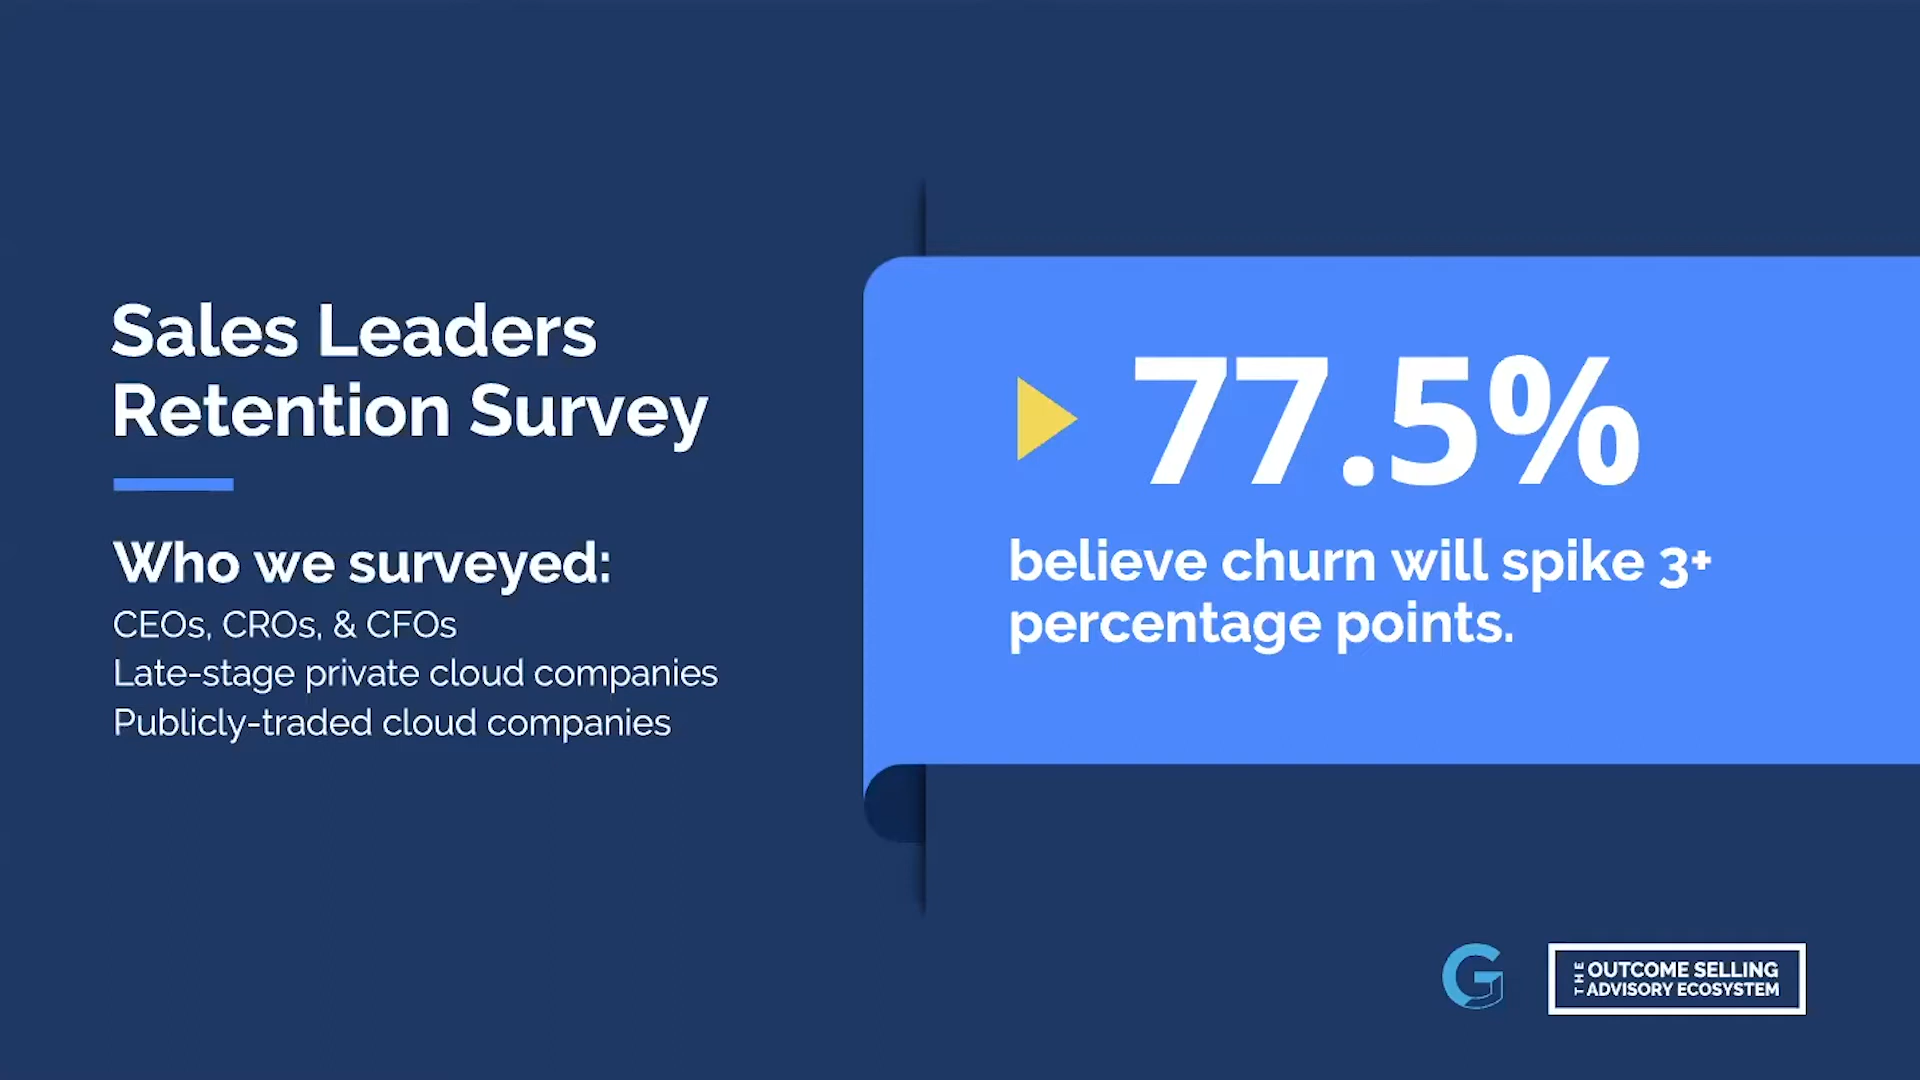 Sales Leaders
Retention Survey
Who we surveyed:
CEOs, CROs, & CFOs
Late-stage private cloud companies
Publicly-traded cloud companies
77.5%
believe churn will spike 3+
percentage points.
G
THE OUTCOME SELLING
ADVISORY ECOSYSTEM